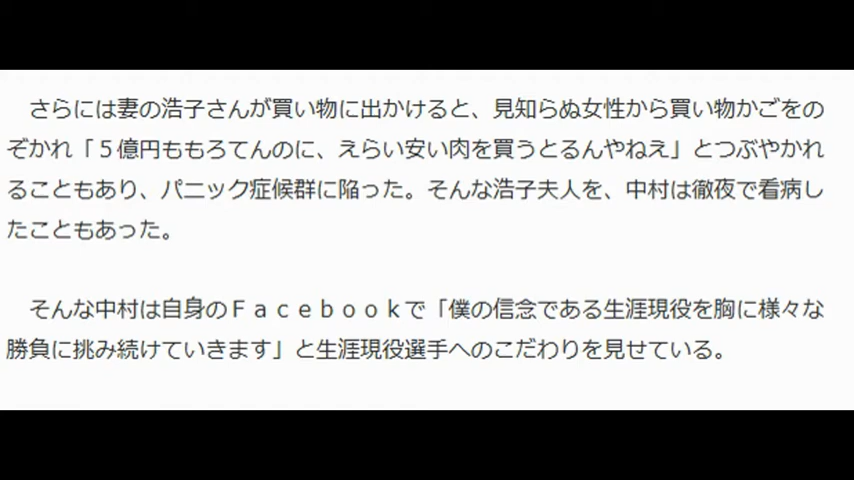 さらには妻の浩子さんが買い物に出かけると、見知らぬ女性から買い物かごをの
ぞかれ「５億円ももろてんのに、えらい安い肉を買うとるんやねえ」とつぶやかれ
ることもあり、パニック症候群に陥った。そんな浩子夫人を、中村は徹夜で看病し
たこともあった。
そんな中村は自身のＦａｃｅｂｏｏｋで「僕の信念である生涯現役を胸に様々な
勝負に挑み続けていきます」と生涯現役選手へのこだわりを見せている。